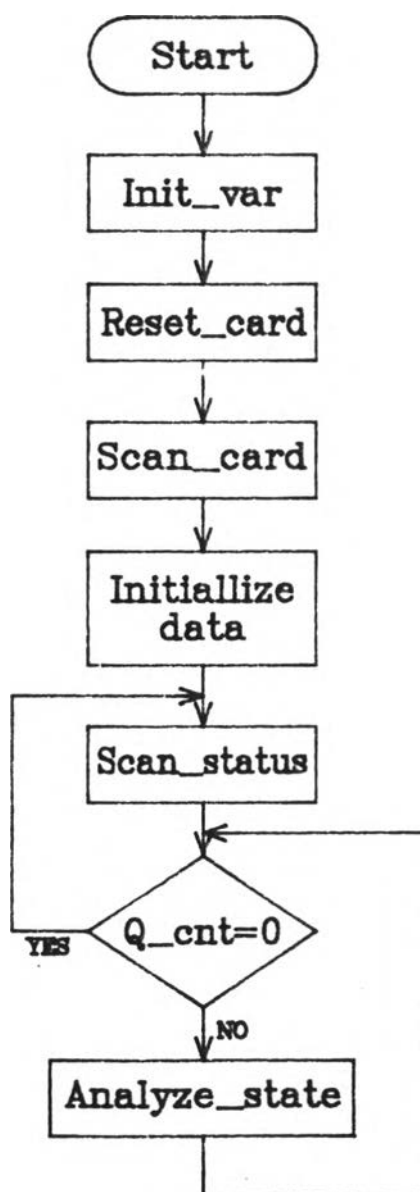 Start
Init_var
Reset_card
Scan_card
Initiallize
data
Scan_status
Q_cnt=0
YES
NO
Analyze_state